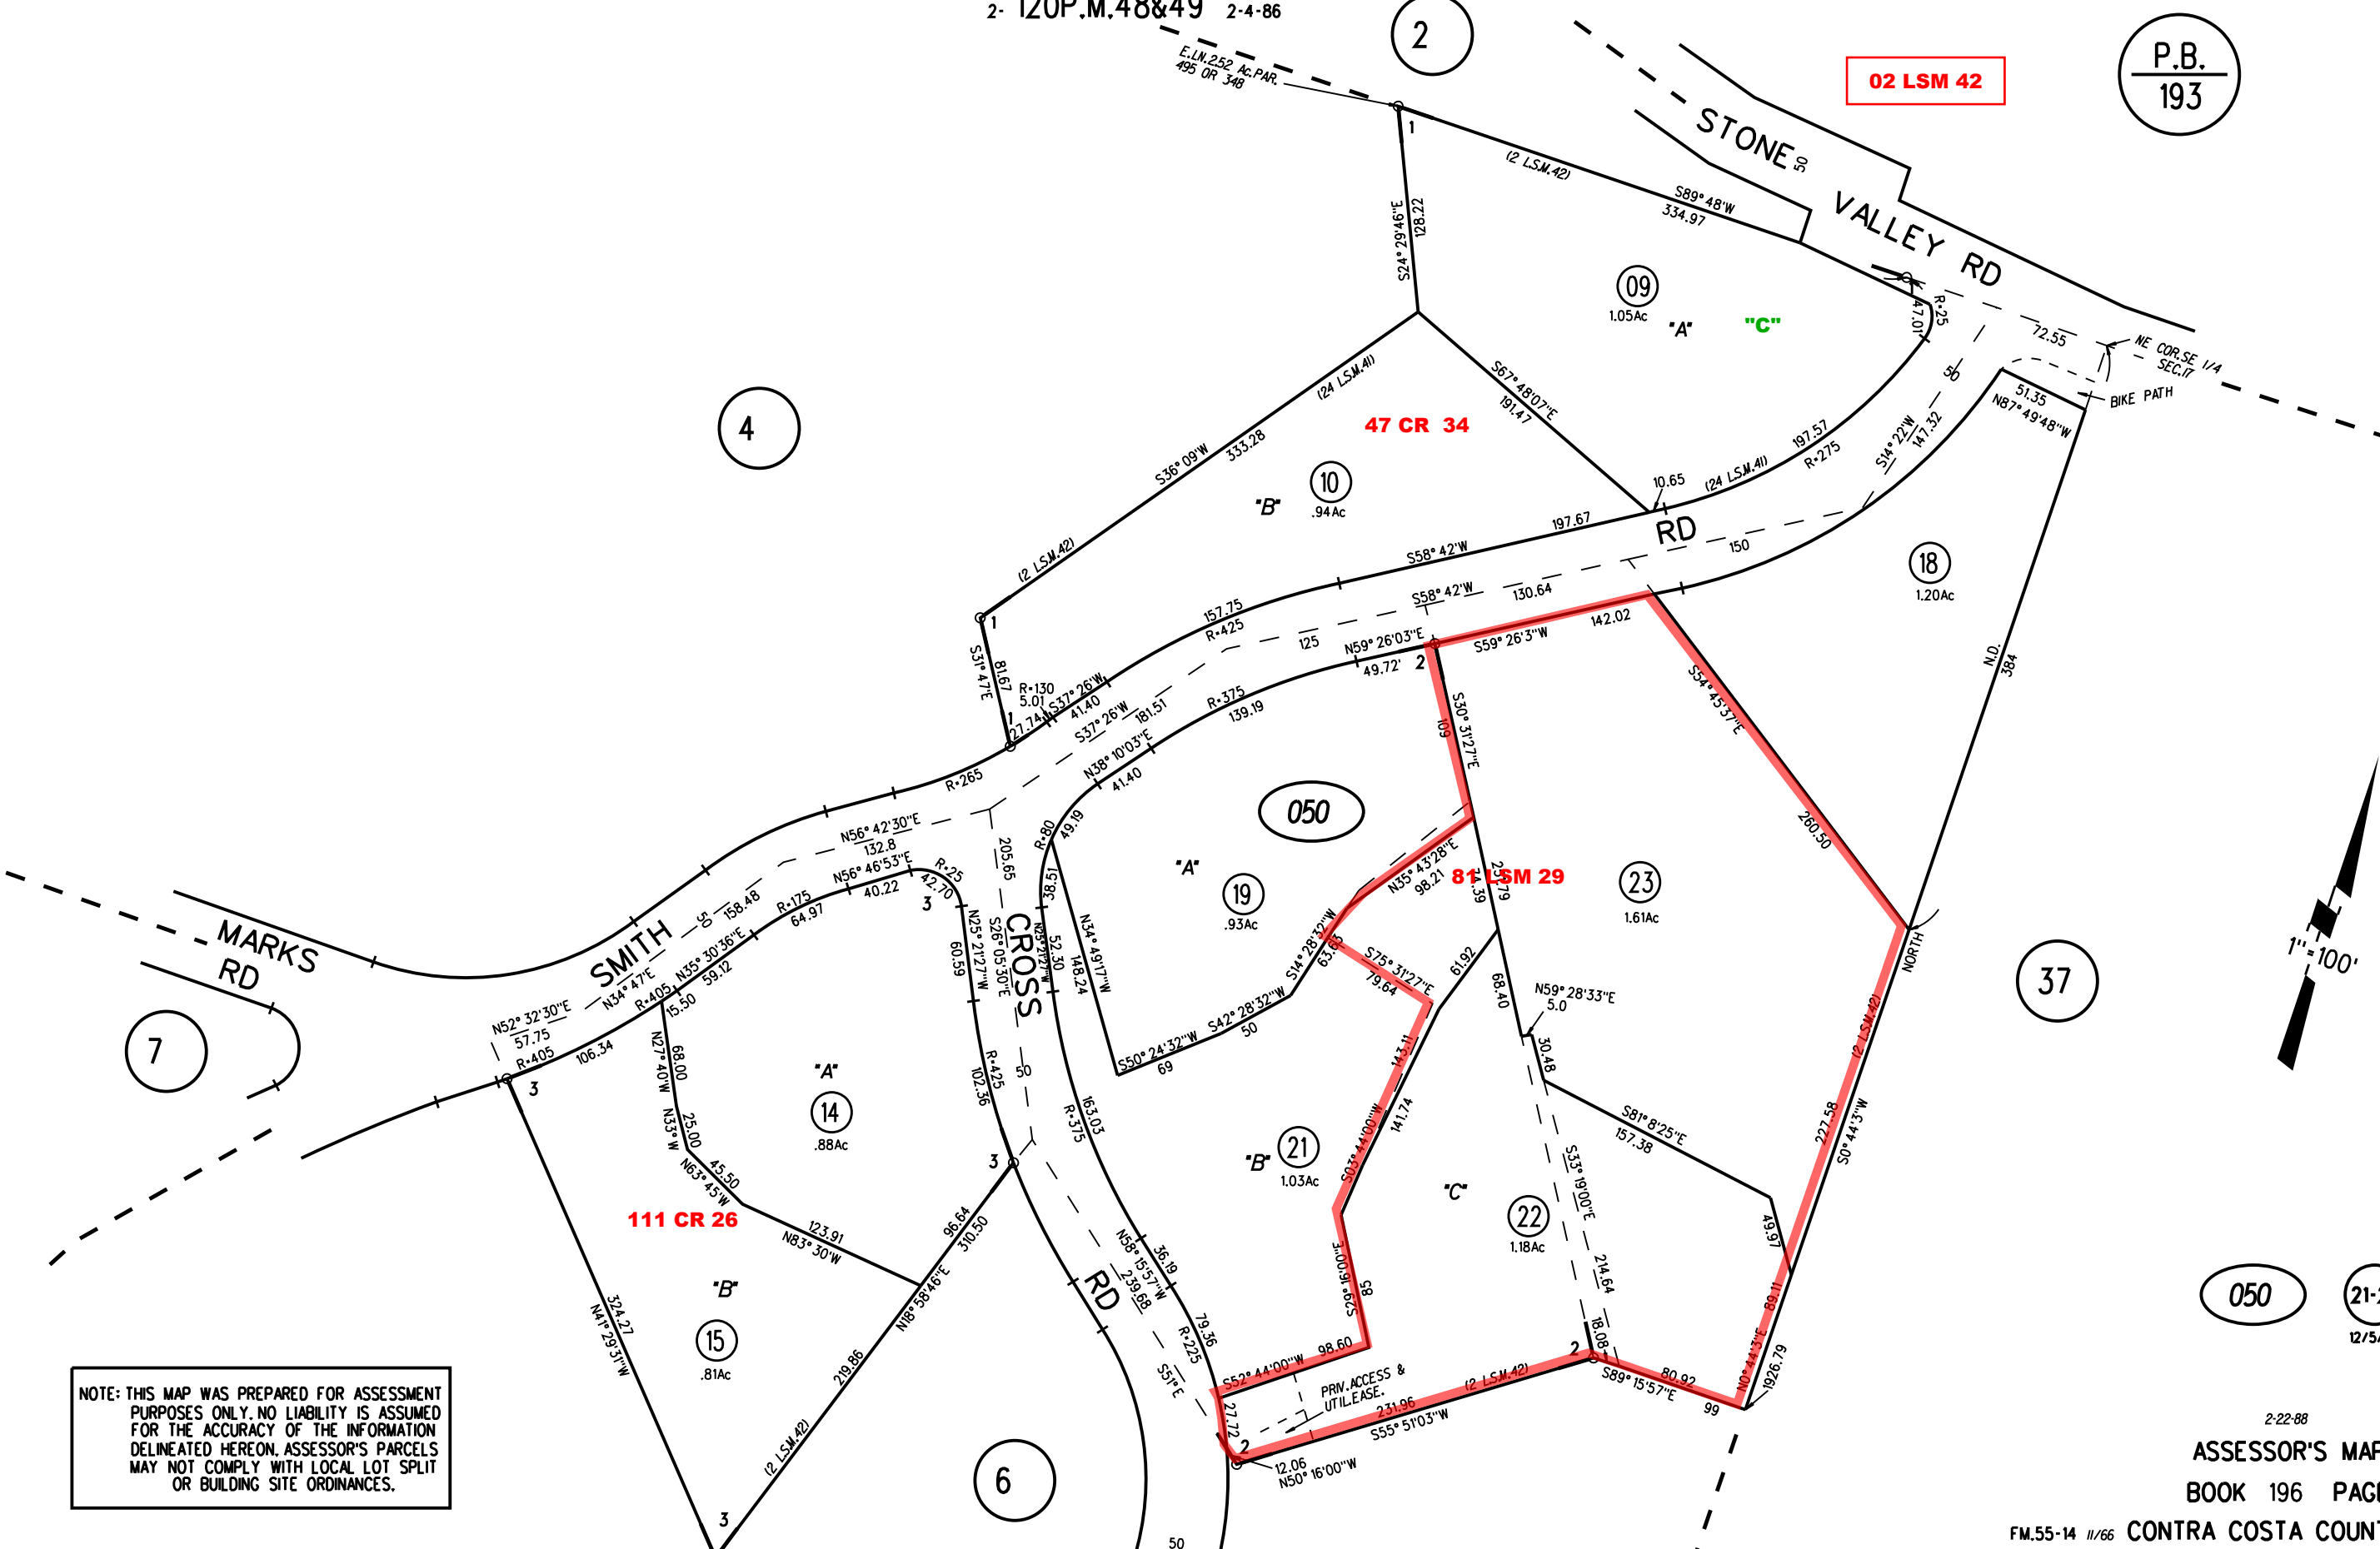 2- 120P.M.48&49 2-4-86
2
02 LSM 42
P.B.
193
E.LN.252 Ac.PAR.
495 OR 348
STONE VALLEY RD
50
1
(2 L.S.M.42)
S89°48'W
334.97
S24°29'46"E
128.22
09
1.05Ac
"A"
"C"
47.01
R=25
72.55
NE COR.SE 1/4
SEC.17
BIKE PATH
51.35
N87°49'48"W
50
S14°22'W
147.32
4
(24 L.S.M.41)
S67°48'07"E
191.47
47 CR 34
S36°09'W
333.28
10
.94Ac
"B"
10.65
(24 L.S.M.41)
197.57
R=275
(2 L.S.M.42)
197.67
S58°42'W
RD
150
18
1.20Ac
S58°42'W
130.64
157.75
R=425
125
1
S31°47'E
81.67
R=130
5.01
1
27.74
S37°26'W
41.40
S37°26'W
181.51
N59°26'03"E
49.72'
2
S59°26'3"W
142.02
N.D.
384
S54°45'37"E
260.50
S30°31'27"E
109
R=375
139.19
N38°10'03"E
41.40
R=265
N56°42'30"E
132.8
N56°46'53"E
40.22
R=25
42.70
3
205.65
R=80
49.19
38.51
050
"A"
19
.93Ac
N35°43'28"E
98.21
81 LSM 29
74.39
23
1.61Ac
MARKS
RD
SMITH
50
158.48
R=175
64.97
N35°30'36"E
59.12
N34°47'E
R=405
15.50
N25°21'27"W
60.59
S26°05'30"E
CROSS
N25°21'27"W
52.30
N34°49'17"W
148.24
S14°28'32"W
63.63
S75°31'27"E
79.64
61.92
68.40
N59°28'33"E
5.0
NORTH
37
1"=100'
7
N52°32'30"E
57.75
R=405
106.34
3
N27°40'W
68.00
N33°W
25.00
45.50
N63°45'W
"A"
14
.88Ac
R=425
102.36
50
S50°24'32"W
69
S42°28'32"W
50
143.11
30.48
(2 L.S.M.42)
S81°8'25"E
157.38
227.58
S0°44'3"W
163.03
R=375
S03°44'00"W
141.74
3
"B"
21
1.03Ac
"C"
22
1.18Ac
S33°19'00"E
214.64
49.97
111 CR 26
123.91
N83°30'W
96.64
310.50
N18°58'46"E
"B"
15
.81Ac
324.27
N41°29'31"W
219.86
(2 L.S.M.42)
3
RD
N58°15'57"W
36.19
239.68
79.36
R=225
S51°E
S29°16'00"E
85
S52°44'00"W
98.60
PRIV.ACCESS &
UTIL.EASE.
27.72
2
12.06
N50°16'00"W
231.96
S55°51'03"W
(2 L.S.M.42)
2
18.08
S89°15'57"E
80.92
99
N0°44'3"E
89.11
1926.79
6
50
050
12/5
NOTE: THIS MAP WAS PREPARED FOR ASSESSMENT
PURPOSES ONLY. NO LIABILITY IS ASSUMED
FOR THE ACCURACY OF THE INFORMATION
DELINEATED HEREON. ASSESSOR'S PARCELS
MAY NOT COMPLY WITH LOCAL LOT SPLIT
OR BUILDING SITE ORDINANCES.
2-22-88
ASSESSOR'S MAP
BOOK 196 PAG
FM.55-14 11/66 CONTRA COSTA COUN